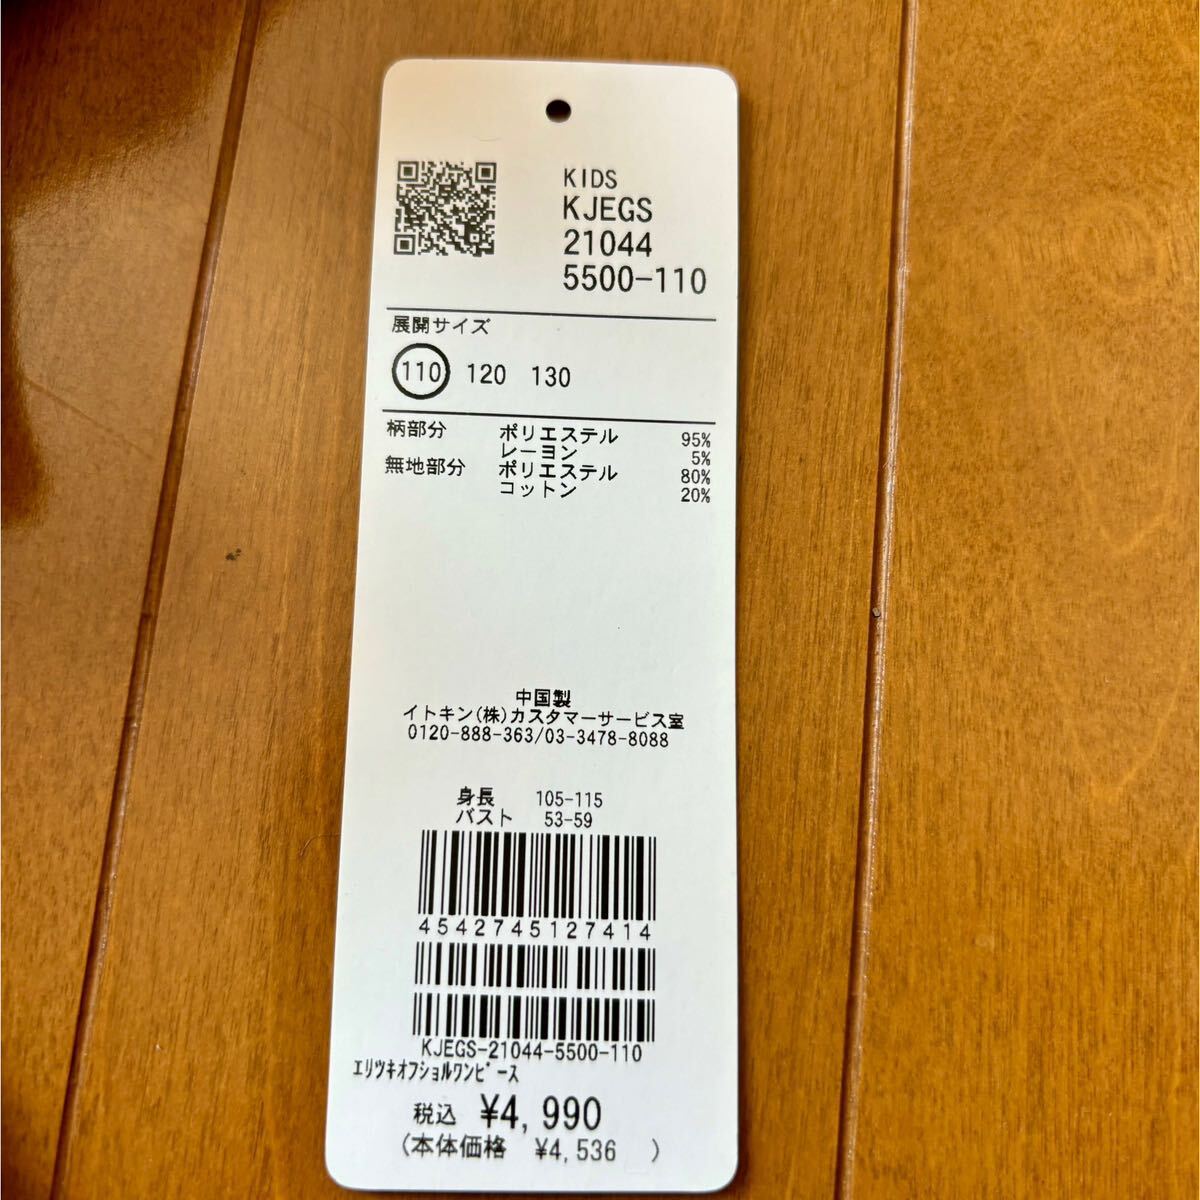 KIDS
KJEGS
21044
5500-110
展開サイズ
110 120 130
柄部分 ポリエステル 95%
レーヨン 5%
無地部分 ポリエステル 80%
コットン 20%
中国製
イトキン(株)カスタマーサービス室
0120-888-363/03-3478-8088
身長 105-115
バスト 53-59
4542745127414
KJEGS-21044-5500-110
ｴﾘﾂｷｵﾌｼｮﾙﾜﾝﾋﾟｰｽ
税込 ¥4,990
(本体価格 ¥4,536 )